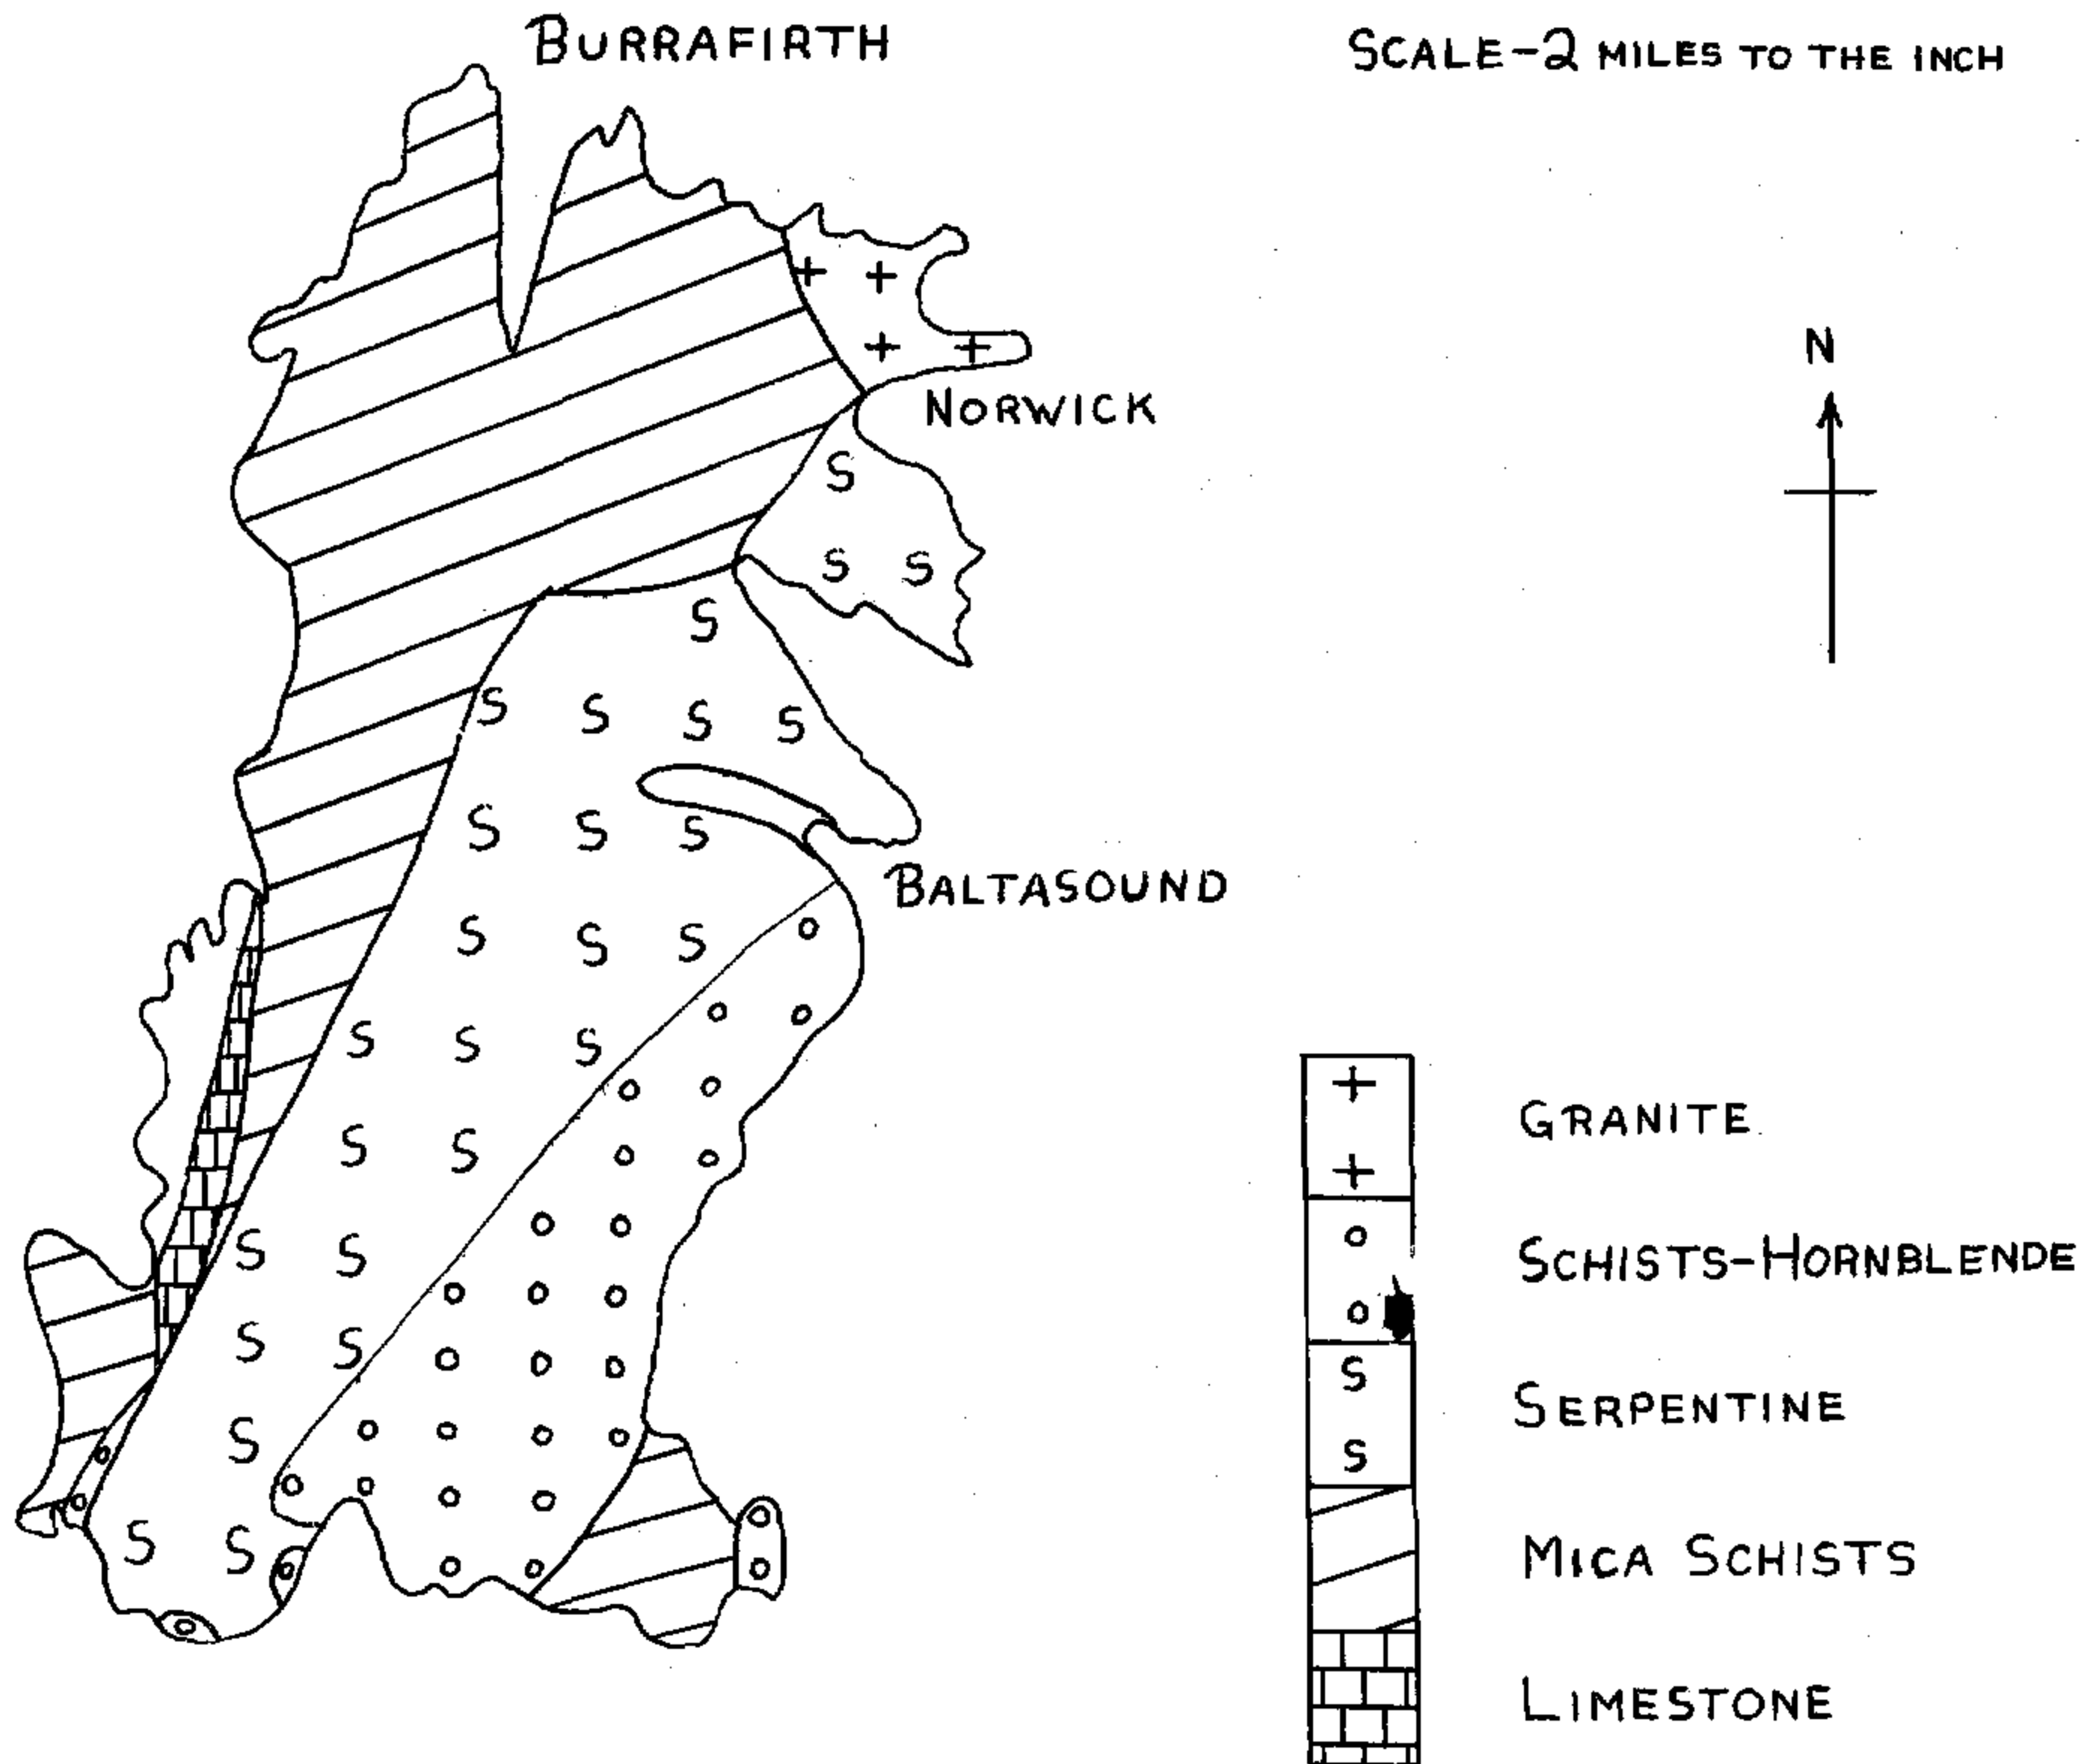 BURRAFIRTH
SCALE-2 MILES TO THE INCH
N
NORWICK
BALTASOUND
GRANITE
SCHISTS-HORNBLENDE
SERPENTINE
MICA SCHISTS
LIMESTONE